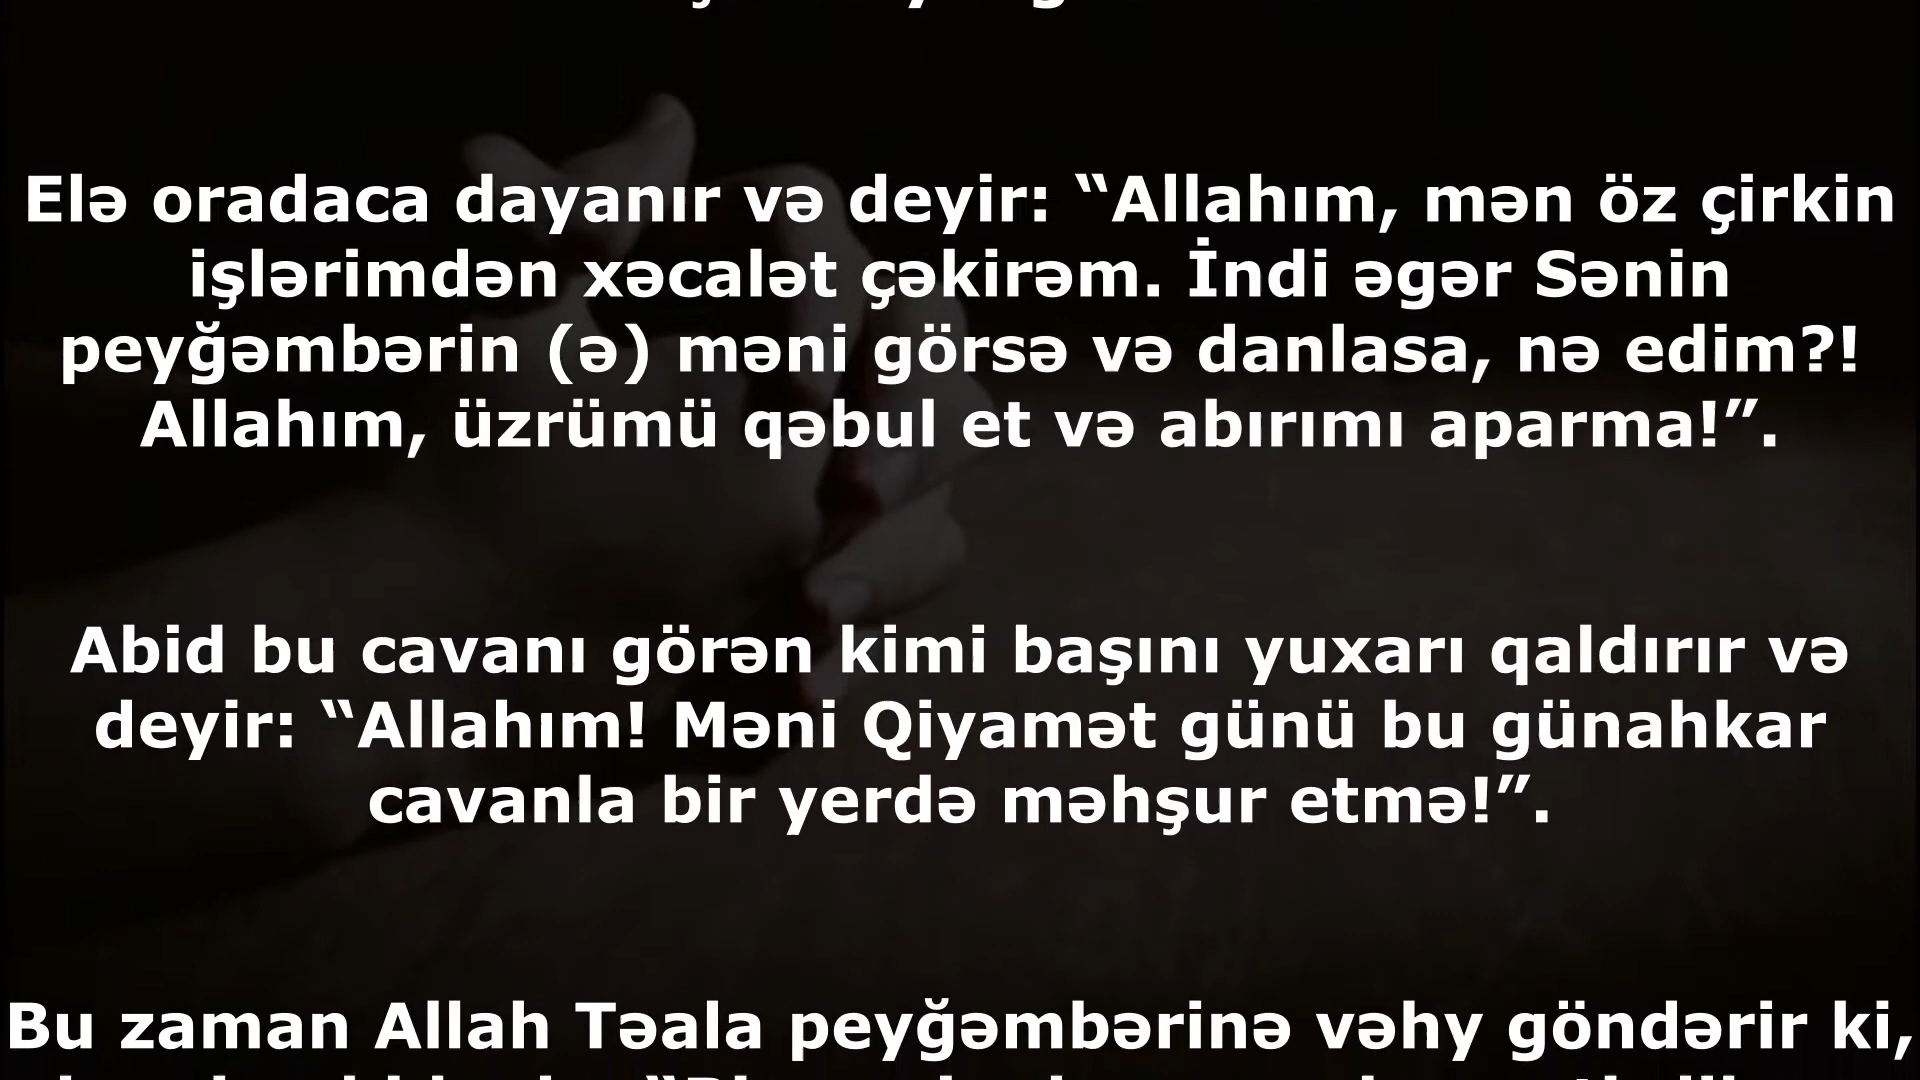 Elə oradaca dayanır və deyir: “Allahım, mən öz çirkin
işlərimdən xəcalət çəkirəm. İndi əgər Sənin
peyğəmbərin (ə) məni görsə və danlasa, nə edim?!
Allahım, üzrümü qəbul et və abırımı aparma!”.
Abid bu cavanı görən kimi başını yuxarı qaldırır və
deyir: “Allahım! Məni Qiyamət günü bu günahkar
cavanla bir yerdə məhşur etmə!”.
Bu zaman Allah Təala peyğəmbərinə vəhy göndərir ki,